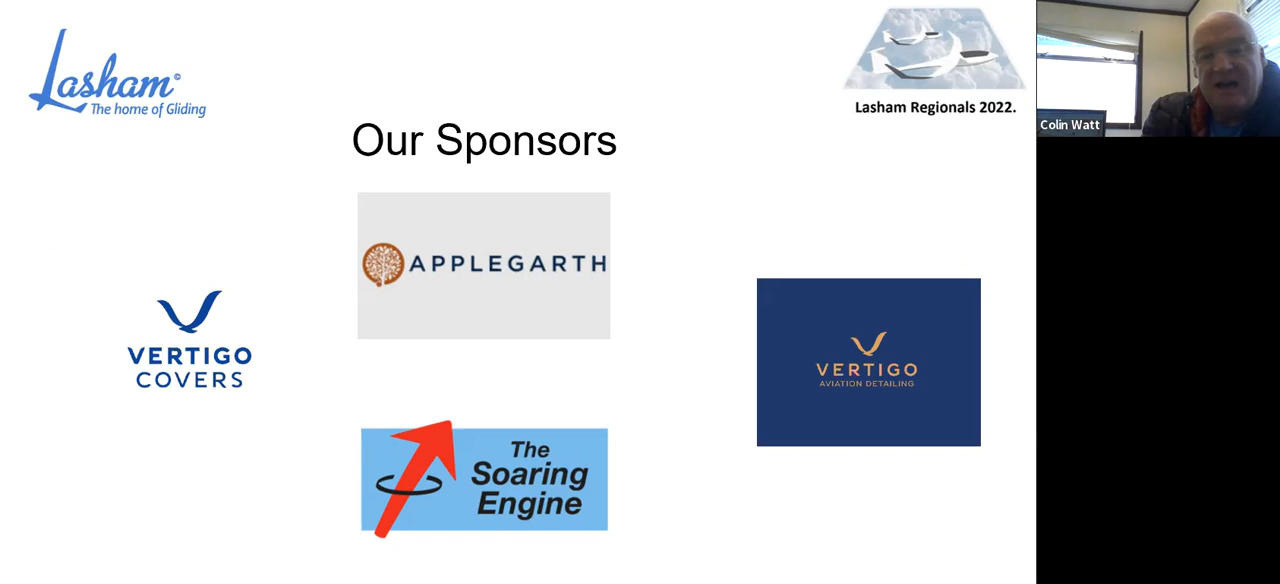 Lasham©
The home of Gliding
Lasham Regionals 2022.
Colin Watt
Our Sponsors
APPLEGARTH
VERTIGO
COVERS
VERTIGO
AVIATION DETAILING
The
Soaring
Engine